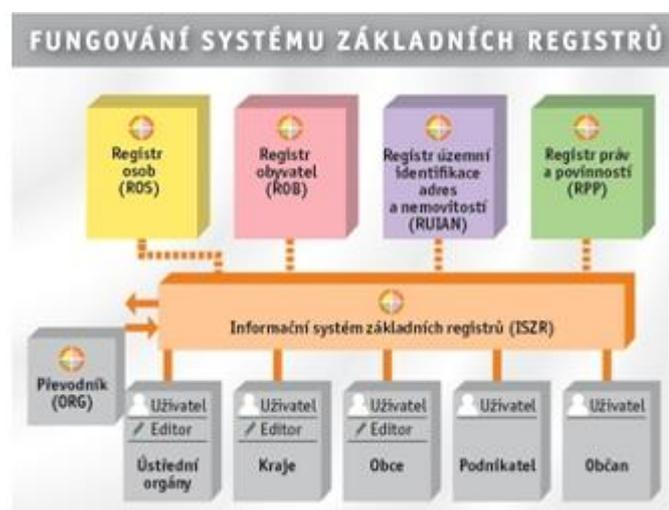 FUNGOVÁNÍ SYSTÉMU ZÁKLADNÍCH REGISTRŮ
Registr
osob
(ROS)
Registr
obyvatel
(ROB)
Registr územní
identifikace
adres
a nemovitostí
(RUIAN)
Registr práv
a povinností
(RPP)
Informační systém základních registrů (ISZR)
Převodník
(ORG)
Uživatel
Editor
Ústřední
orgány
Uživatel
Editor
Kraje
Uživatel
Editor
Obce
Uživatel
Podnikatel
Uživatel
Občan